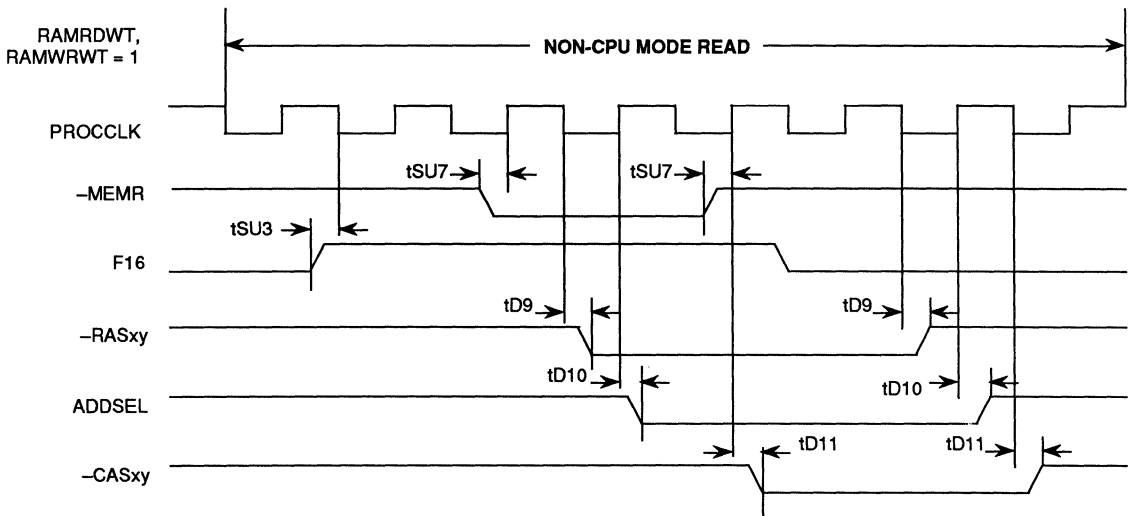 RAMRDWT,
RAMWRWT = 1
NON-CPU MODE READ
PROCCLK
tSU7
tSU7
–MEMR
tSU3
F16
tD9
tD9
–RASxy
tD10
tD10
ADDSEL
tD11
tD11
–CASxy